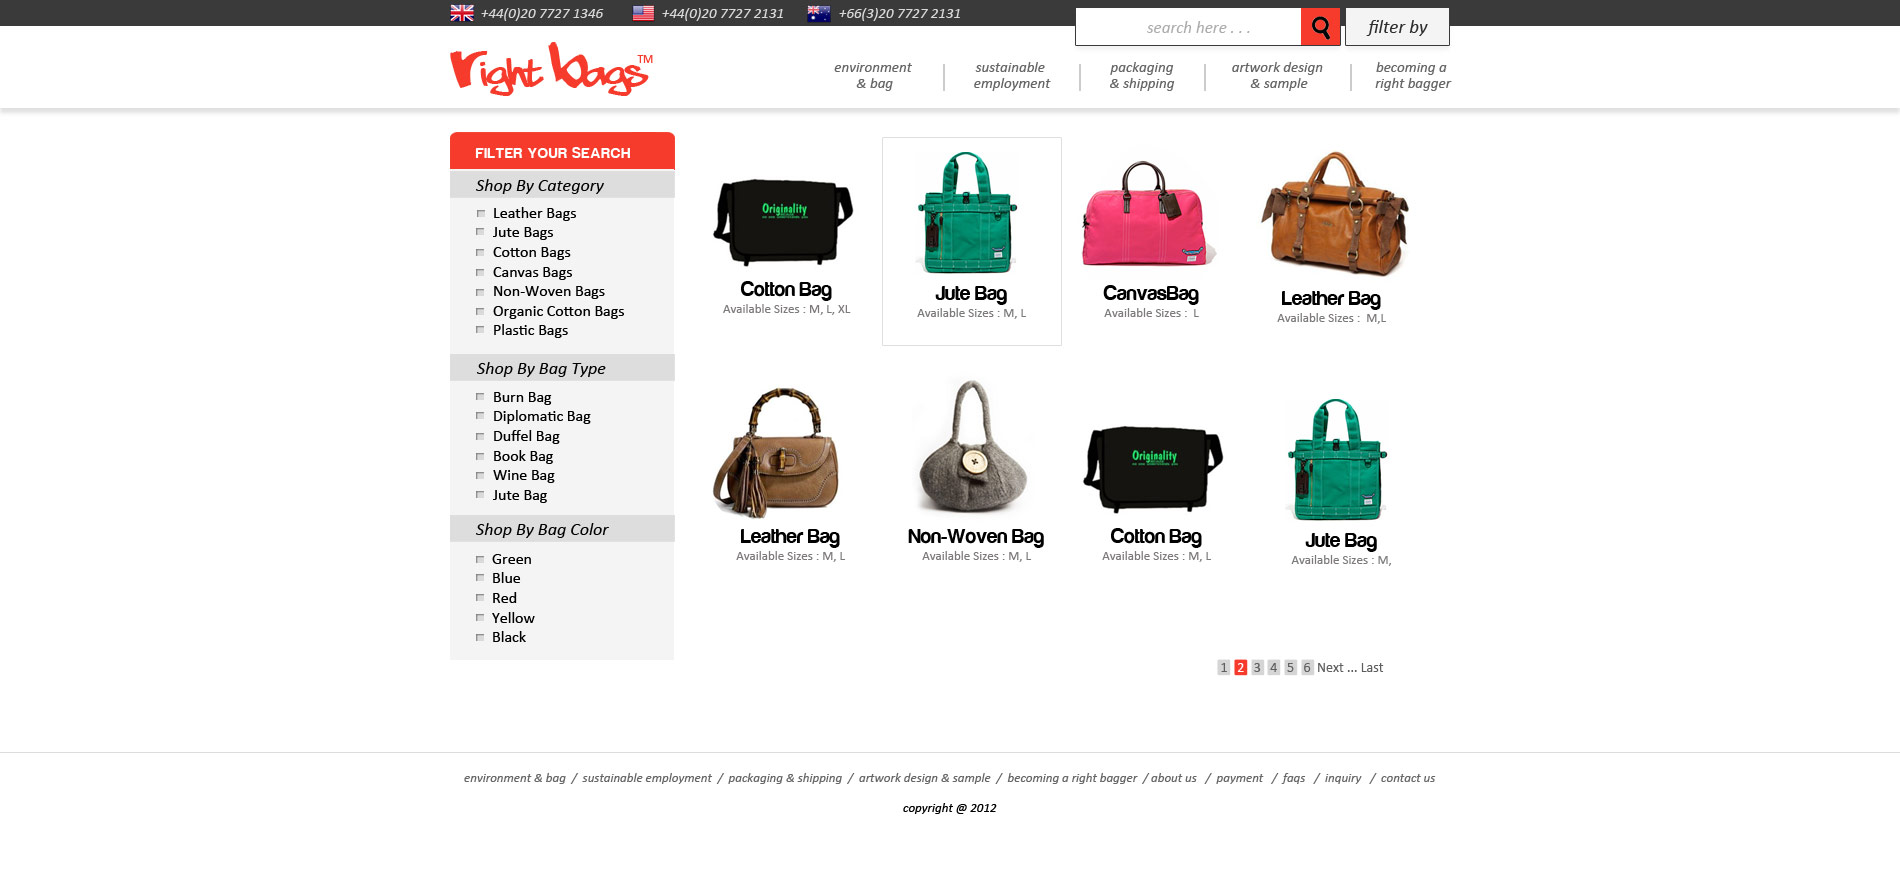 +44(0)20 7727 1346 +44(0)20 7727 2131 +66(3)20 7727 2131
search here . . .
filter by
right bags™
environment
& bag
sustainable
employment
packaging
& shipping
artwork design
& sample
becoming a
right bagger
FILTER YOUR SEARCH
Shop By Category
Leather Bags
Jute Bags
Cotton Bags
Canvas Bags
Non-Woven Bags
Organic Cotton Bags
Plastic Bags
Shop By Bag Type
Burn Bag
Diplomatic Bag
Duffel Bag
Book Bag
Wine Bag
Jute Bag
Shop By Bag Color
Green
Blue
Red
Yellow
Black
Originality
Cotton Bag
Available Sizes : M, L, XL
Jute Bag
Available Sizes : M, L
CanvasBag
Available Sizes : L
Leather Bag
Available Sizes : M,L
Leather Bag
Available Sizes : M, L
Non-Woven Bag
Available Sizes : M, L
Originality
Cotton Bag
Available Sizes : M, L
Jute Bag
Available Sizes : M,
1 2 3 4 5 6 Next ... Last
environment & bag / sustainable employment / packaging & shipping / artwork design & sample / becoming a right bagger / about us / payment / faqs / inquiry / contact us
copyright @ 2012